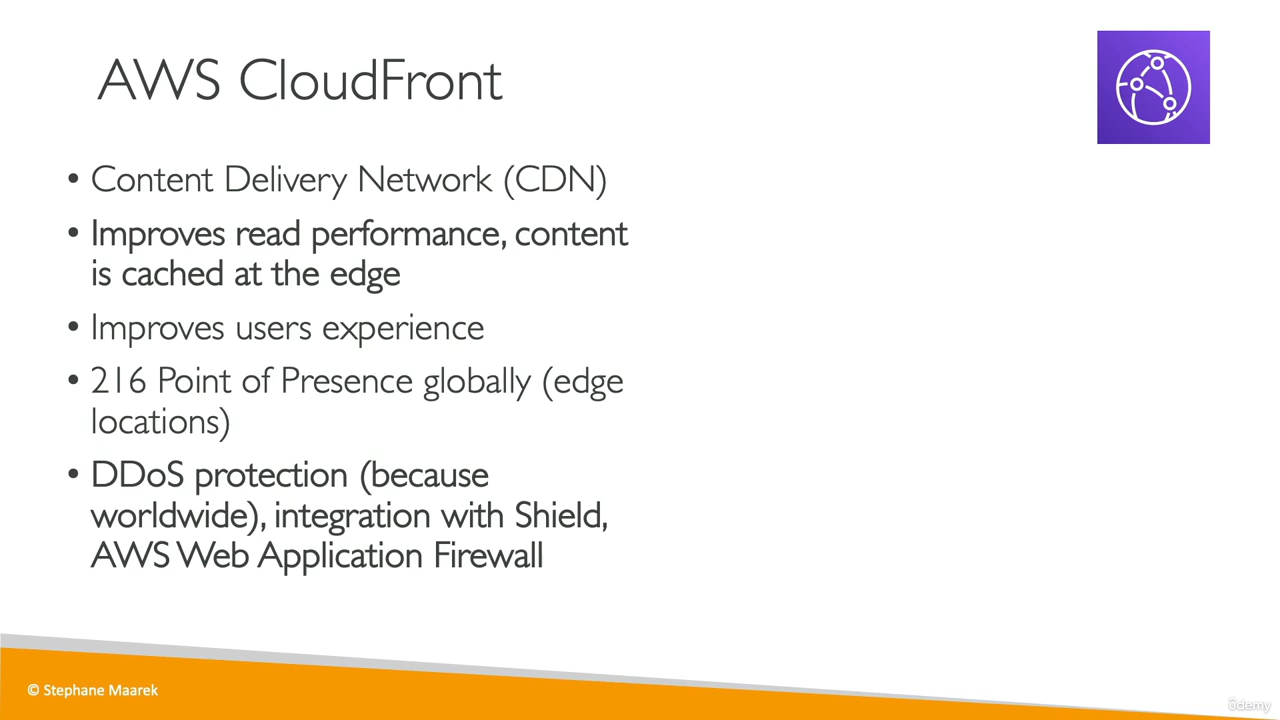 AWS CloudFront
• Content Delivery Network (CDN)
• Improves read performance, content
is cached at the edge
• Improves users experience
• 216 Point of Presence globally (edge
locations)
• DDoS protection (because
worldwide), integration with Shield,
AWS Web Application Firewall
© Stephane Maarek
ûdemy